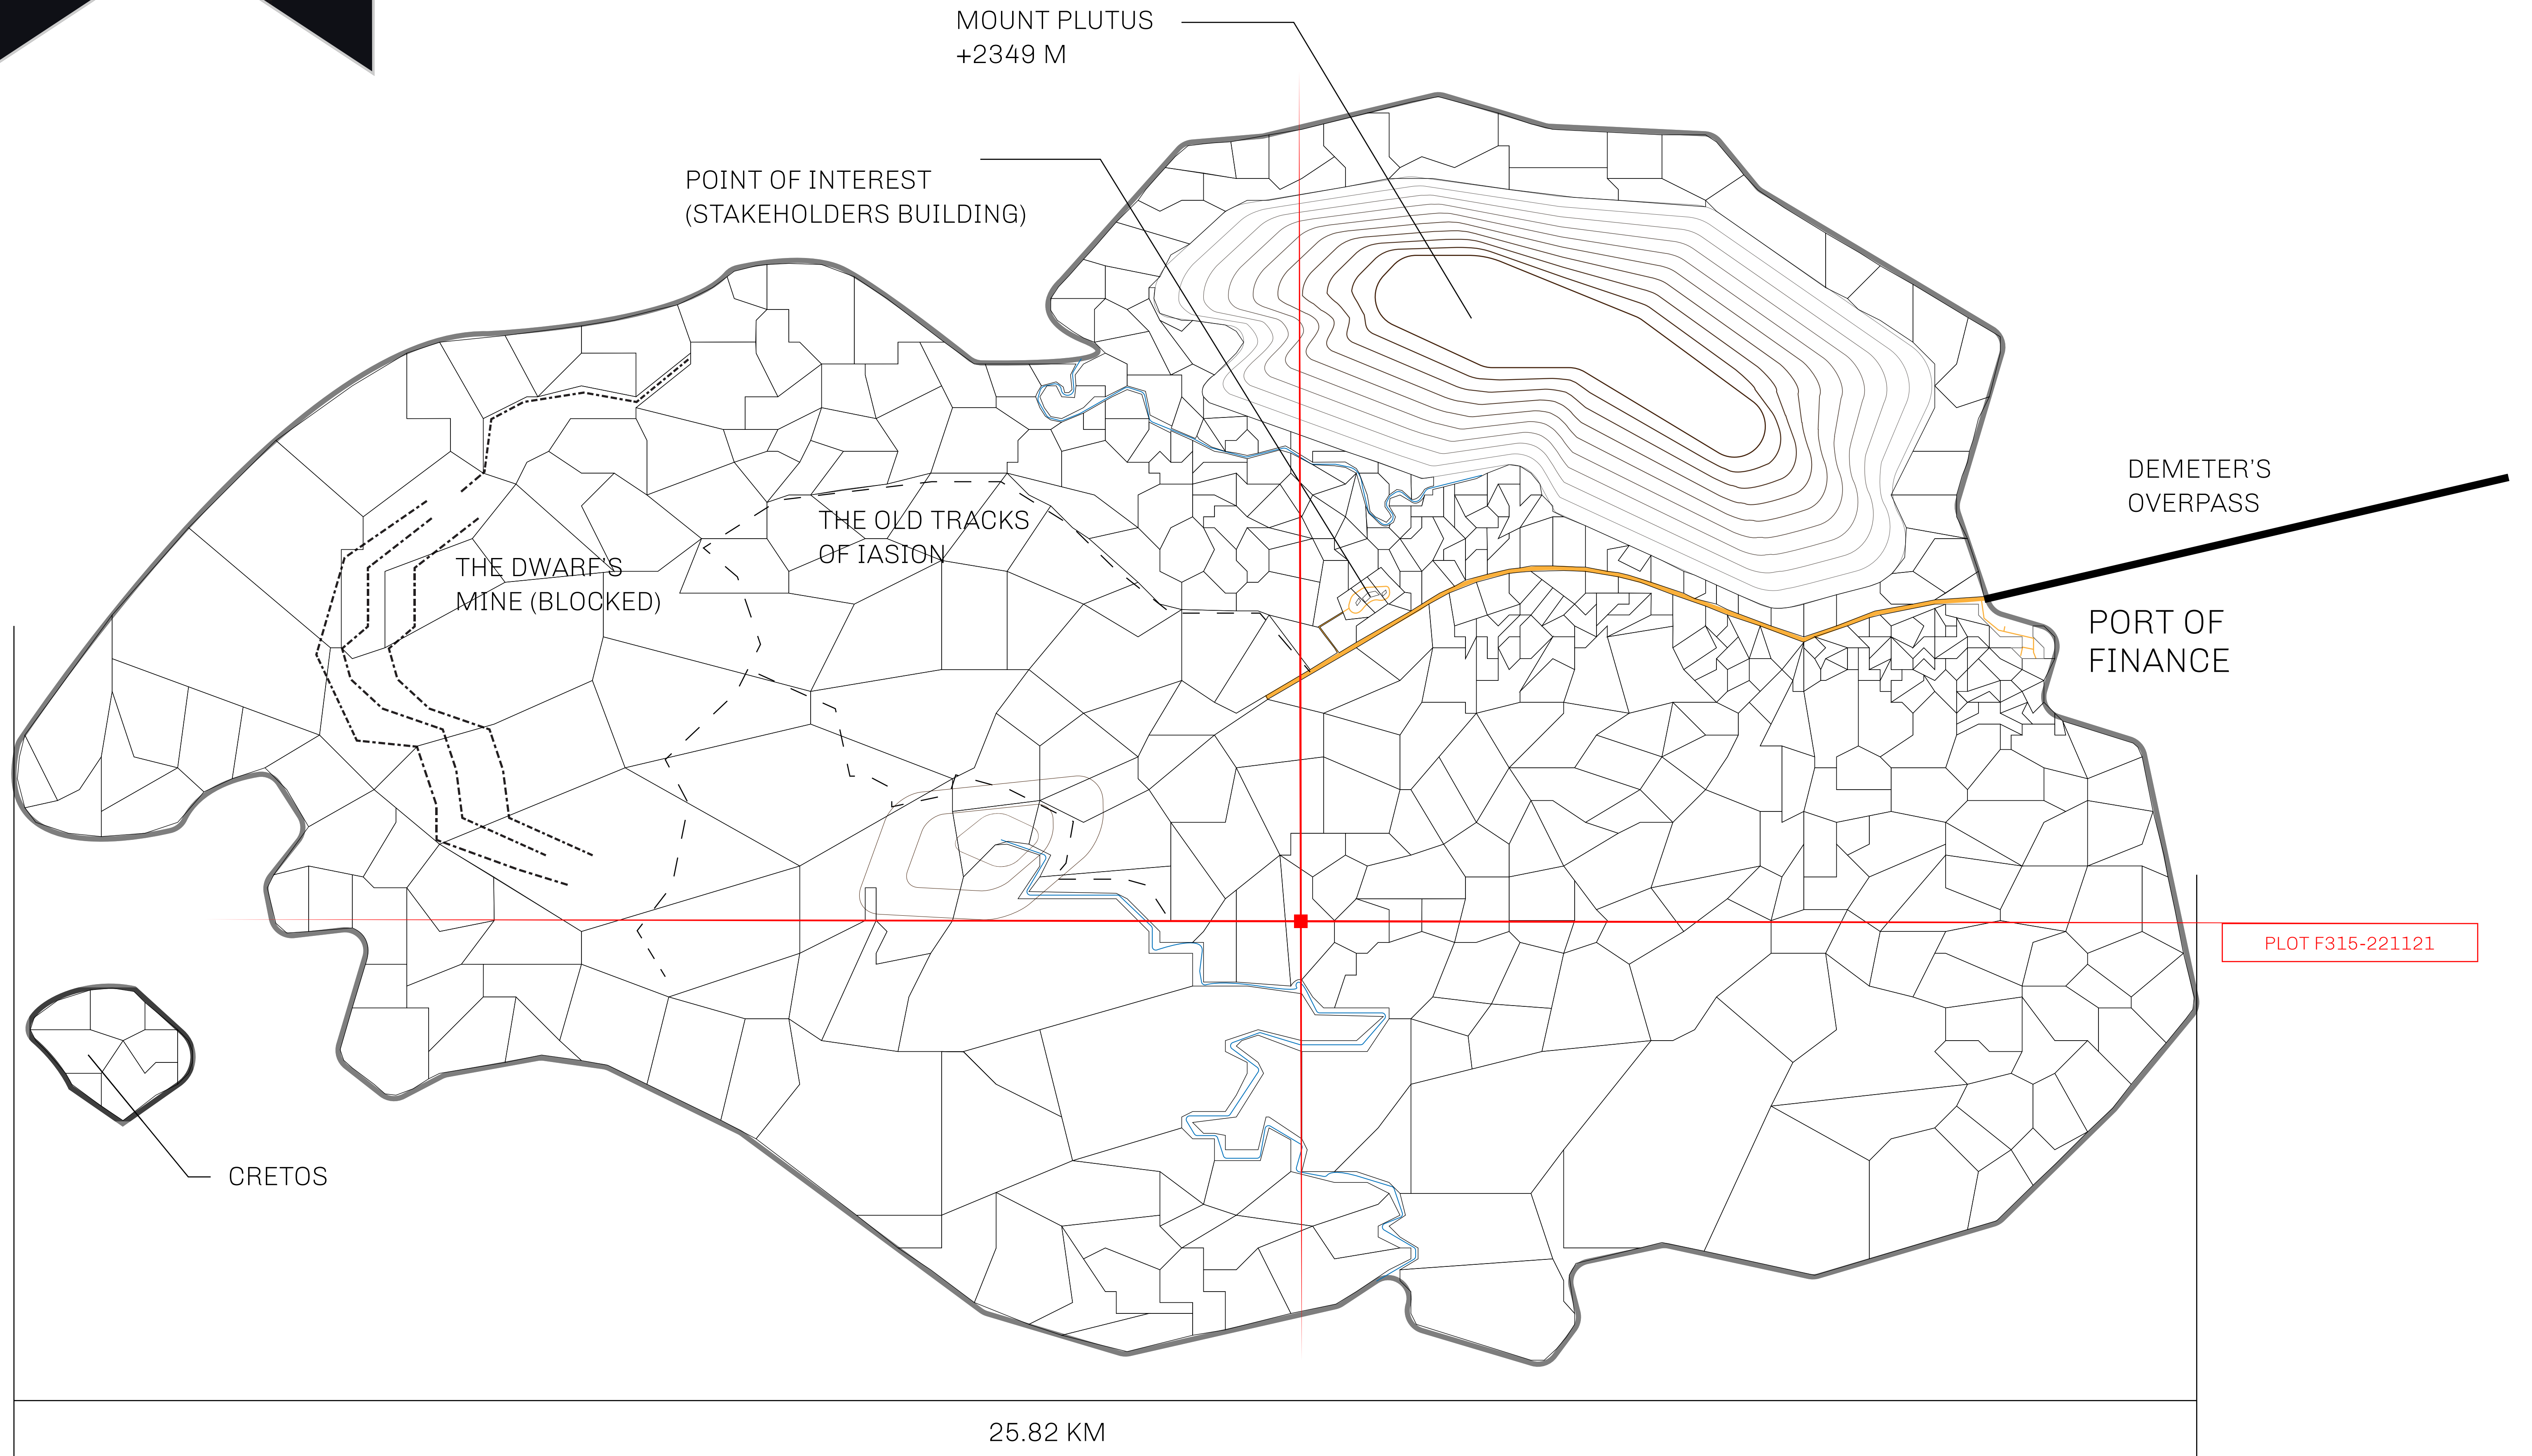 MOUNT PLUTUS
+2349 M
POINT OF INTEREST
(STAKEHOLDERS BUILDING)
DEMETER'S
OVERPASS
THE OLD TRACKS
OF IASION
THE DWARF'S
MINE (BLOCKED)
PORT OF
FINANCE
PLOT F315-221121
CRETOS
25.82 KM